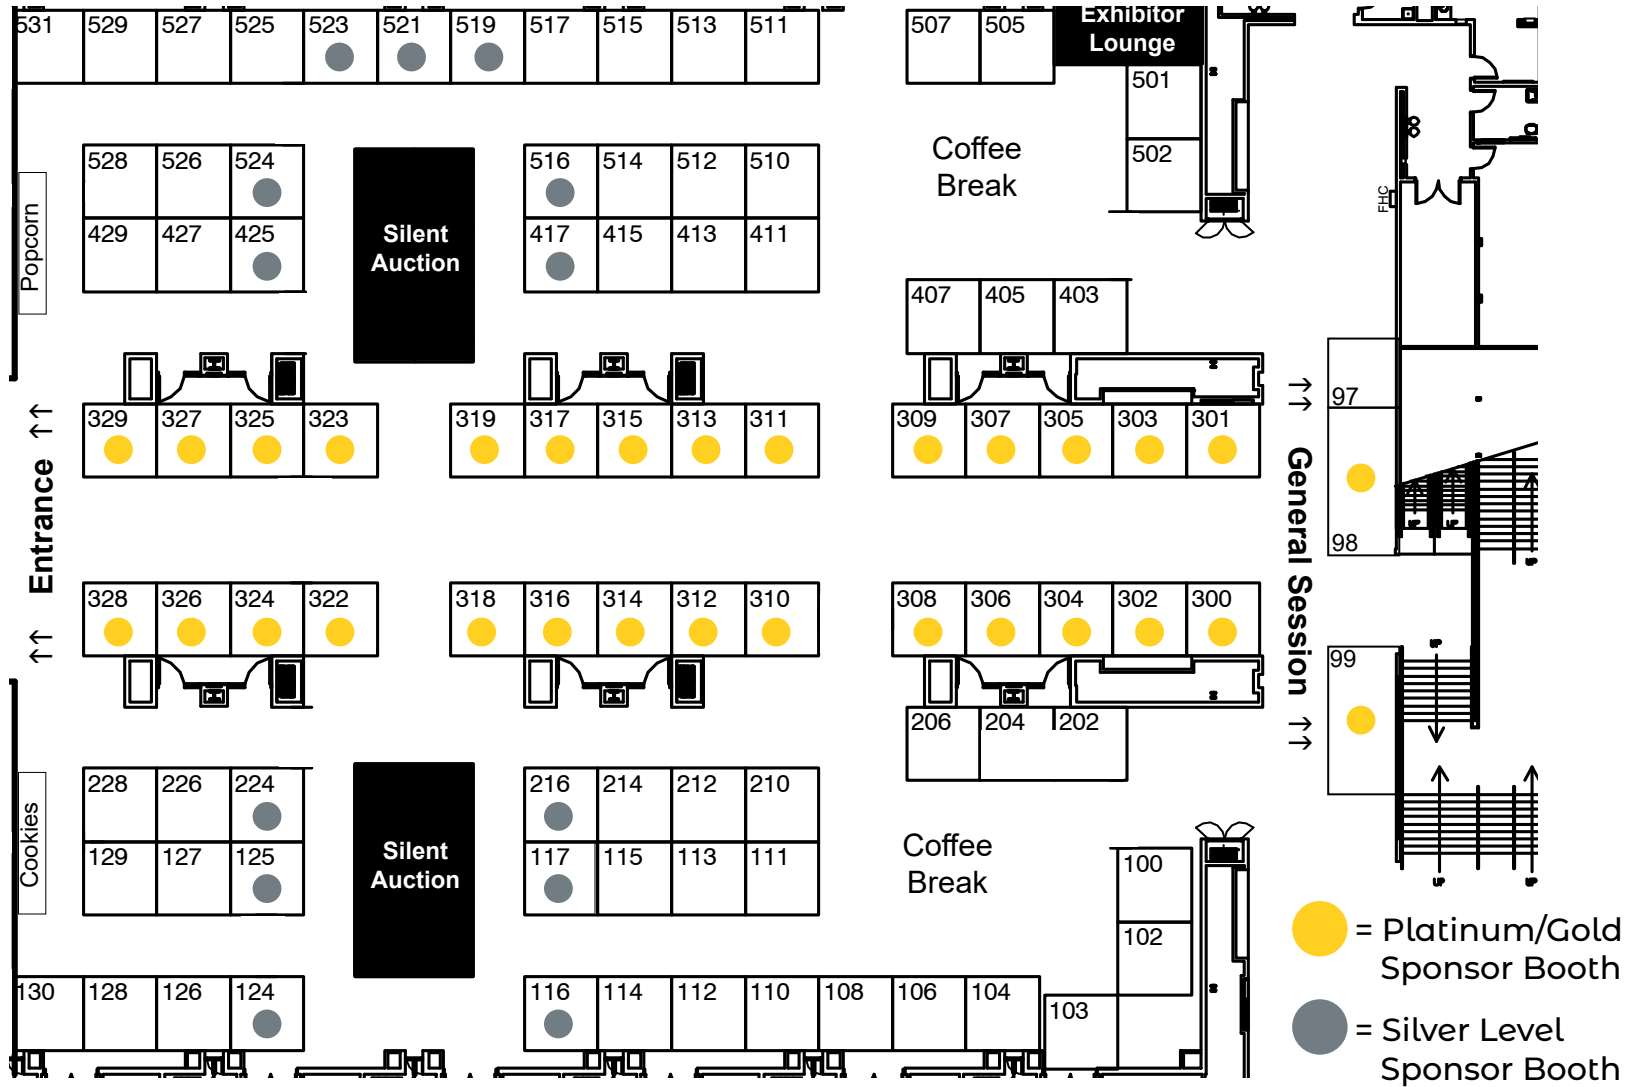 531 529 527 525 523 521 519 517 515 513 511 507 505
Exhibitor
Lounge
501
502
Coffee
Break
528 526 524 516 514 512 510
429 427 425 417 415 413 411
Popcorn
Silent
Auction
FHC
407 405 403
97
329 327 325 323 319 317 315 313 311 309 307 305 303 301
→→ Entrance →→
→→ General Session →→
98
UP UP
UP
328 326 324 322 318 316 314 312 310 308 306 304 302 300
UP
99
206 204 202
228 226 224 216 214 212 210
129 127 125 117 115 113 111
Cookies
Silent
Auction
Coffee
Break
100
102
103
UP UP
130 128 126 124 116 114 112 110 108 106 104
= Platinum/Gold
Sponsor Booth
= Silver Level
Sponsor Booth